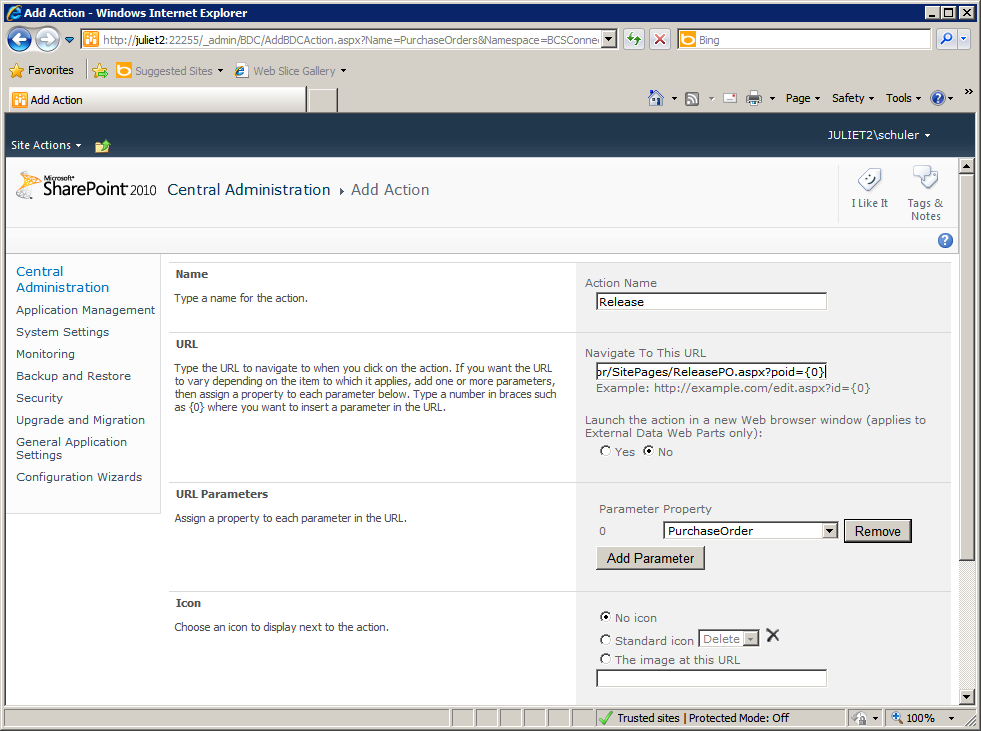 Add Action - Windows Internet Explorer
http://juliet2:22255/_admin/BDC/AddBDCAction.aspx?Name=PurchaseOrders&Namespace=BCSConne
Bing
Favorites
Suggested Sites
Web Slice Gallery
Add Action
Page
Safety
Tools
»
JULIET2\schuler
Site Actions
Microsoft
SharePoint 2010
Central Administration
Add Action
I Like It
Tags &
Notes
Central
Administration
Application Management
System Settings
Monitoring
Backup and Restore
Security
Upgrade and Migration
General Application
Settings
Configuration Wizards
Name
Type a name for the action.
Action Name
Release
URL
Type the URL to navigate to when you click on the action. If you want the URL
to vary depending on the item to which it applies, add one or more parameters,
then assign a property to each parameter below. Type a number in braces such
as {0} where you want to insert a parameter in the URL.
Navigate To This URL
or/SitePages/ReleasePO.aspx?poid={0}
Example: http://example.com/edit.aspx?id={0}
Launch the action in a new Web browser window (applies to
External Data Web Parts only):
Yes No
URL Parameters
Assign a property to each parameter in the URL.
Parameter Property
0 PurchaseOrder Remove
Add Parameter
Icon
Choose an icon to display next to the action.
No icon
Standard icon Delete
The image at this URL
Trusted sites | Protected Mode: Off
100%